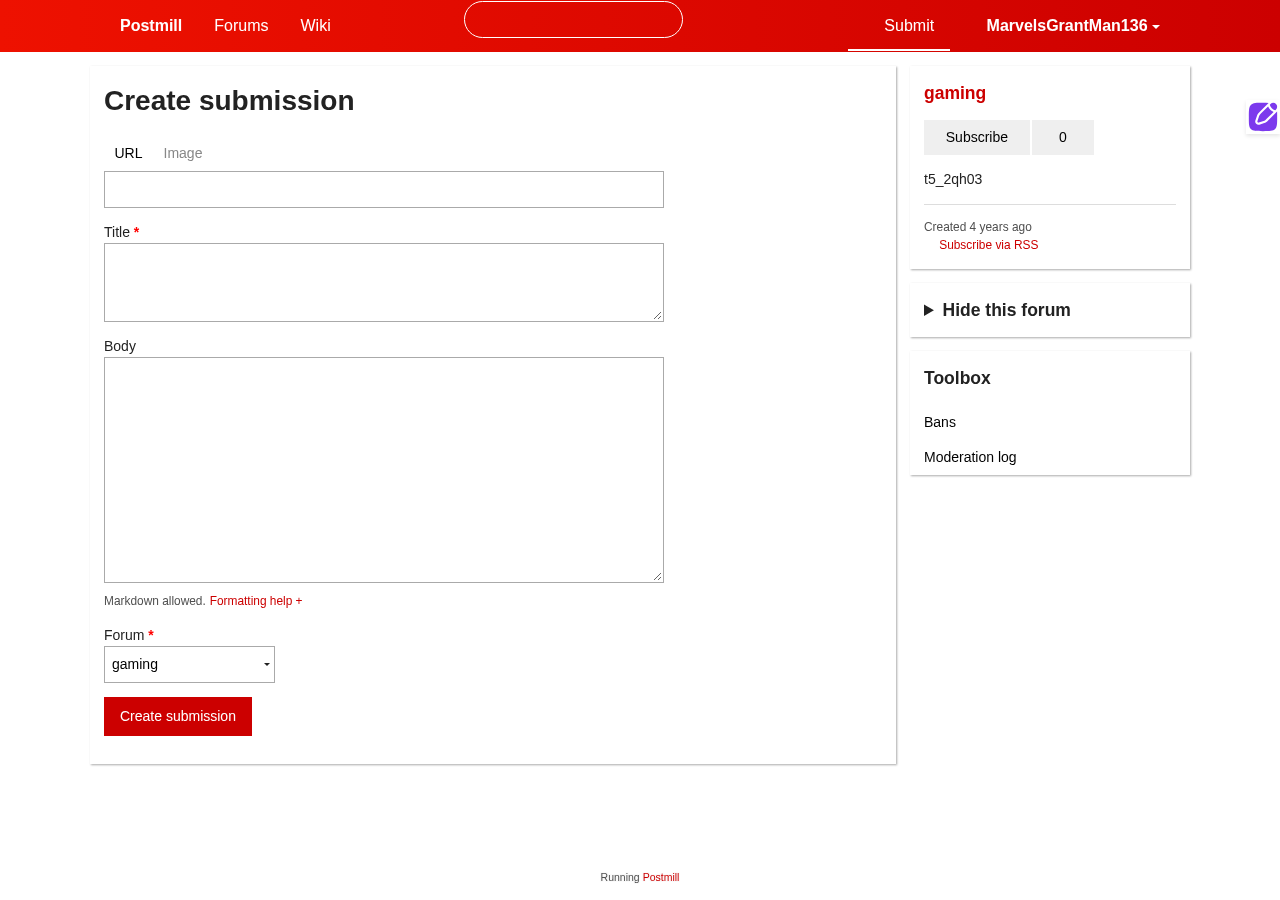 Postmill Forums Wiki Submit MarvelsGrantMan136
Create submission
URL Image
Title *
Body
Markdown allowed. Formatting help +
Forum *
gaming
Create submission
gaming
Subscribe 0
t5_2qh03
Created 4 years ago
Subscribe via RSS
Hide this forum
Toolbox
Bans
Moderation log
Running Postmill